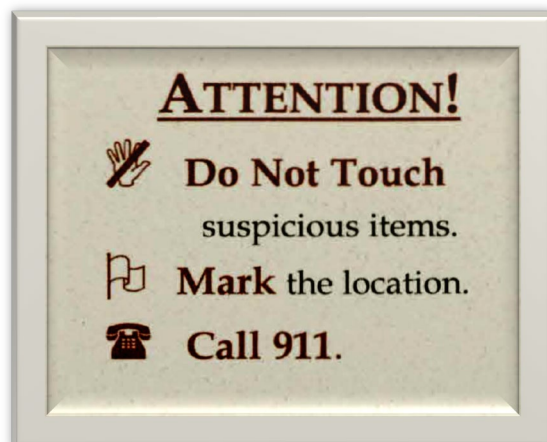 ATTENTION!
Do Not Touch
suspicious items.
Mark the location.
Call 911.